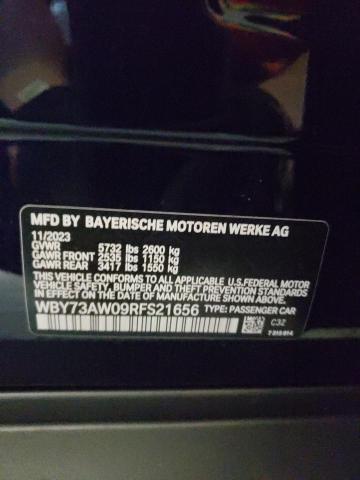 MFD BY BAYERISCHE MOTOREN WERKE AG
11/2023
GVWR 5732 lbs 2600 kg
GAWR FRONT 2535 lbs 1150 kg
GAWR REAR 3417 lbs 1550 kg
THIS VEHICLE CONFORMS TO ALL APPLICABLE U.S.FEDERAL MOTOR
VEHICLE SAFETY, BUMPER AND THEFT PREVENTION STANDARDS
IN EFFECT ON THE DATE OF MANUFACTURE SHOWN ABOVE.
WBY73AW09RFS21656 TYPE: PASSENGER CAR
C3Z